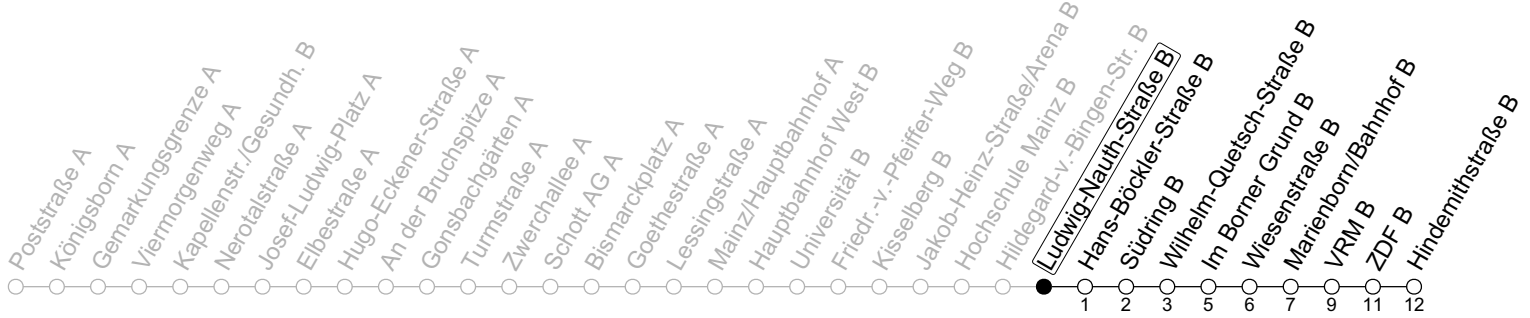 Poststraße A
Königsborn A
Gemarkungsgrenze A
Viermorgenweg A
Kapellenstr./Gesundh. B
Nerotalstraße A
Josef-Ludwig-Platz A
Elbestraße A
Hugo-Eckener-Straße A
An der Bruchspitze A
Gonsbachgärten A
Turmstraße A
Zwerchallee A
Schott AG A
Bismarckplatz A
Goethestraße A
Lessingstraße A
Mainz/Hauptbahnhof A
Hauptbahnhof West B
Universität B
Friedr.-v.-Pfeiffer-Weg B
Kisselberg B
Jakob-Heinz-Straße/Arena B
Hochschule Mainz B
Hildegard-v.-Bingen-Str. B
Ludwig-Nauth-Straße B
Hans-Böckler-Straße B
Südring B
Wilhelm-Quetsch-Straße B
Im Borner Grund B
Wiesenstraße B
Marienborn/Bahnhof B
VRM B
ZDF B
Hindemithstraße B
1 2 3 5 6 7 9 11 12